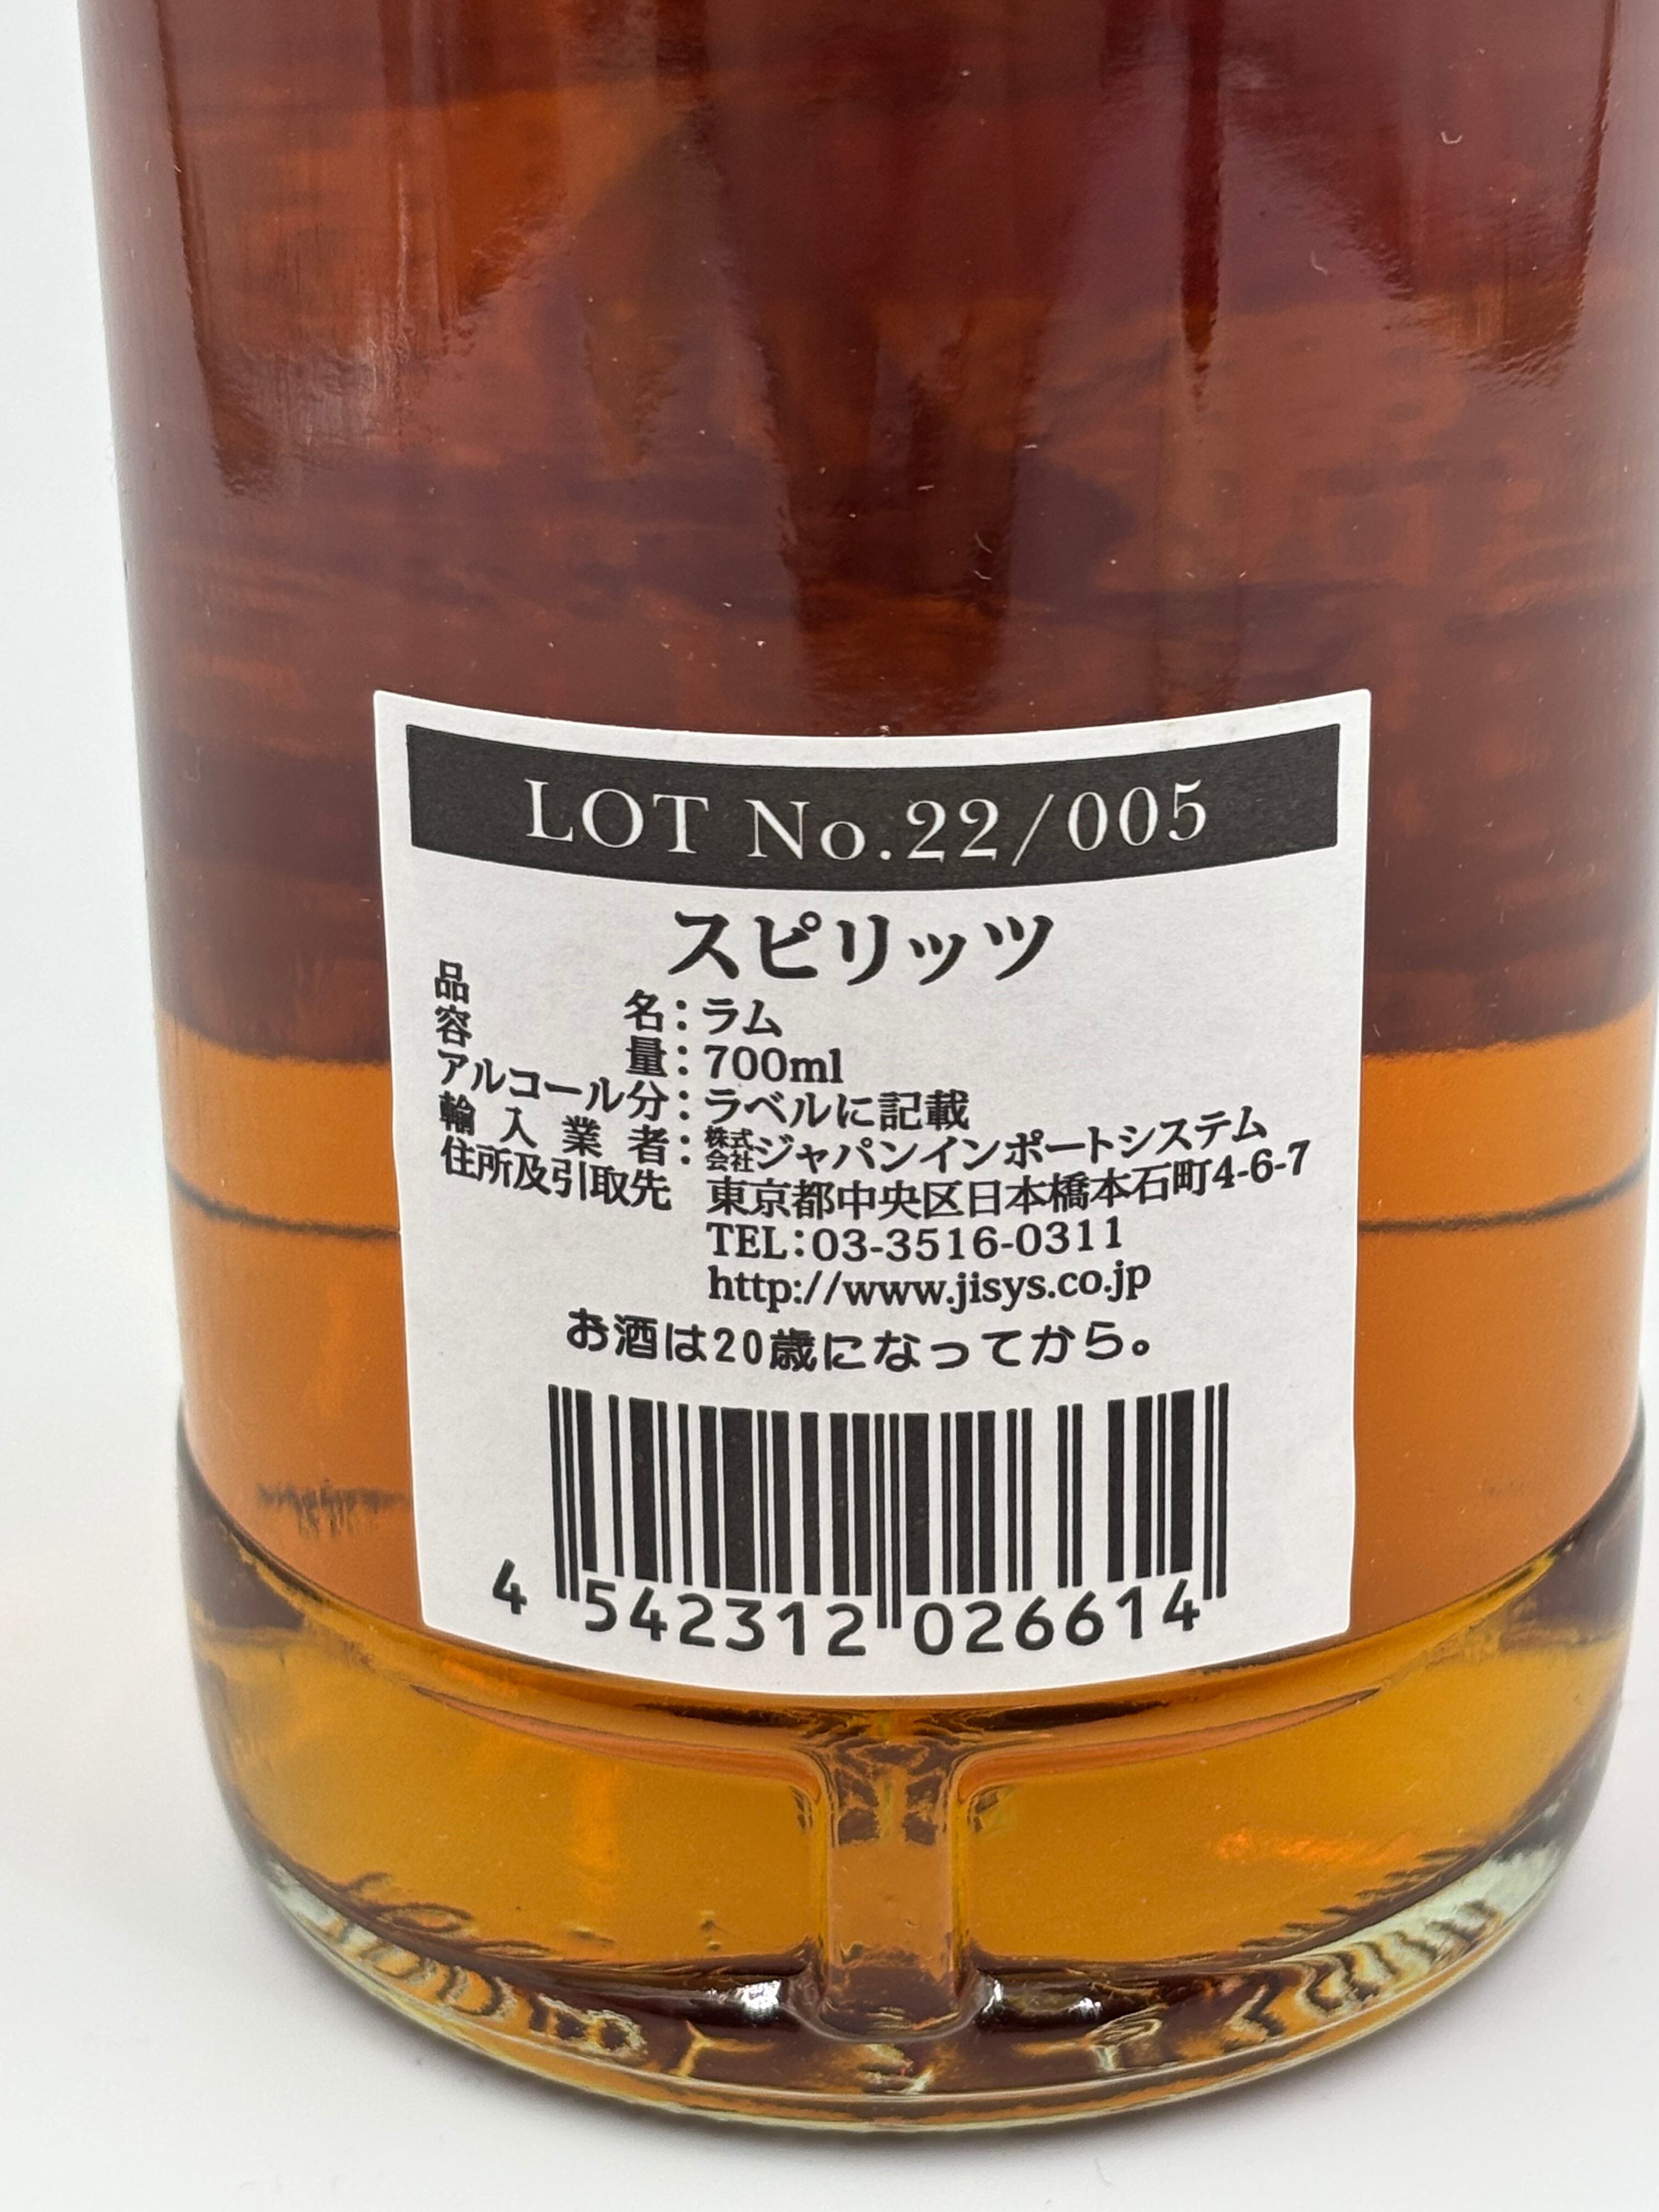 LOT No.22/005
スピリッツ
品名：ラム
容量：700ml
アルコール分：ラベルに記載
輸入業者：株式会社ジャパンインポートシステム
住所及引取先 東京都中央区日本橋本石町4-6-7
TEL：03-3516-0311
http://www.jisys.co.jp
お酒は20歳になってから。
4 542312 026614